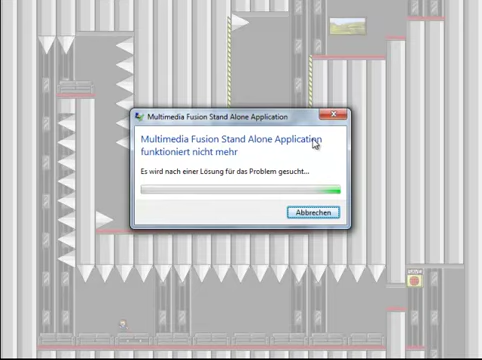 Multimedia Fusion Stand Alone Application
Multimedia Fusion Stand Alone Application
funktioniert nicht mehr
Es wird nach einer Lösung für das Problem gesucht...
Abbrechen